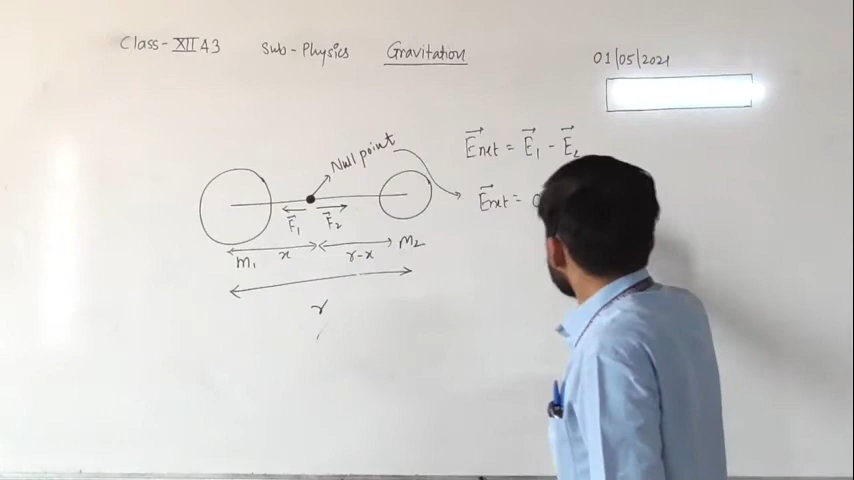 Class - XII A3 Sub - Physics Gravitation 01/05/2021
Null point
E⃗net = E⃗1 - E⃗2
E⃗net = 0
F⃗1 F⃗2
m1 x r-x m2
r